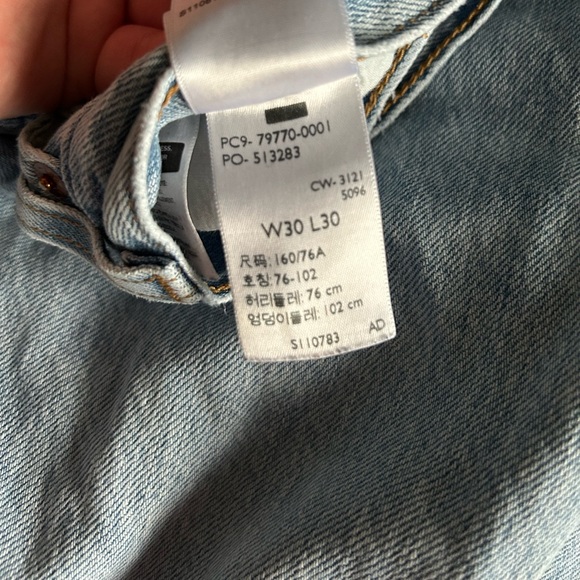 PC9- 79770-0001
PO- 513283
CW- 3121
5096
W30 L30
尺码: 160/76A
호칭: 76-102
허리둘레: 76 cm
엉덩이둘레: 102 cm
S110783
AD